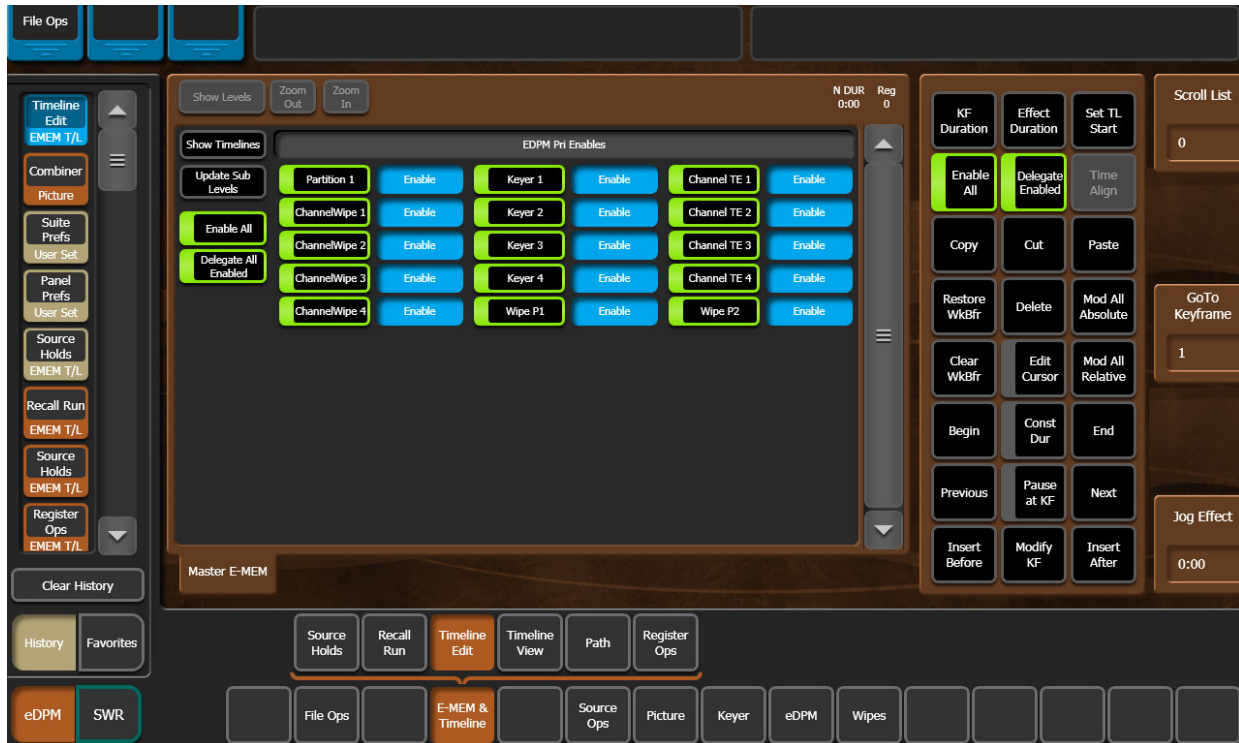 File Ops
Timeline
Edit
EMEM T/L
Combiner
Picture
Suite
Prefs
User Set
Panel
Prefs
User Set
Source
Holds
EMEM T/L
Recall Run
EMEM T/L
Source
Holds
EMEM T/L
Register
Ops
EMEM T/L
Clear History
History Favorites
eDPM SWR
Show Levels
Zoom
Out
Zoom
In
N DUR Reg
0:00 0
Show Timelines
EDPM Pri Enables
Update Sub
Levels
Enable All
Delegate All
Enabled
Partition 1 Enable Keyer 1 Enable Channel TE 1 Enable
ChannelWipe 1 Enable Keyer 2 Enable Channel TE 2 Enable
ChannelWipe 2 Enable Keyer 3 Enable Channel TE 3 Enable
ChannelWipe 3 Enable Keyer 4 Enable Channel TE 4 Enable
ChannelWipe 4 Enable Wipe P1 Enable Wipe P2 Enable
Master E-MEM
KF
Duration
Effect
Duration
Set TL
Start
Enable
All
Delegate
Enabled
Time
Align
Copy Cut Paste
Restore
WkBfr
Delete
Mod All
Absolute
Clear
WkBfr
Edit
Cursor
Mod All
Relative
Begin
Const
Dur
End
Previous
Pause
at KF
Next
Insert
Before
Modify
KF
Insert
After
Scroll List
0
GoTo
Keyframe
1
Jog Effect
0:00
Source
Holds
Recall
Run
Timeline
Edit
Timeline
View
Path
Register
Ops
File Ops
E-MEM &
Timeline
Source
Ops
Picture
Keyer
eDPM
Wipes